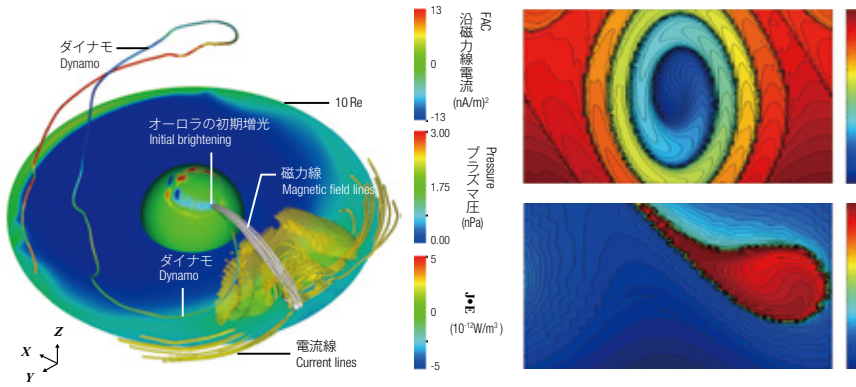 ダイナモ
Dynamo
10 Re
オーロラの初期増光
Initial brightening
磁力線
Magnetic field lines
ダイナモ
Dynamo
電流線
Current lines
Z
X
Y
13
0
-13
FAC
沿磁力線電流
(nA/m)²
3.00
1.75
0.00
Pressure
プラズマ圧
(nPa)
5
0
-5
J•E
(10⁻¹²W/m³)